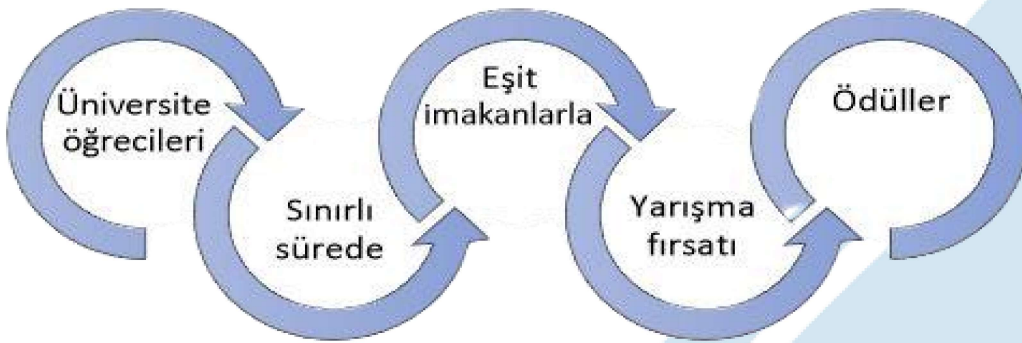 Üniversite
öğrecileri
Sınırlı
sürede
Eşit
imakanlarla
Yarışma
fırsatı
Ödüller